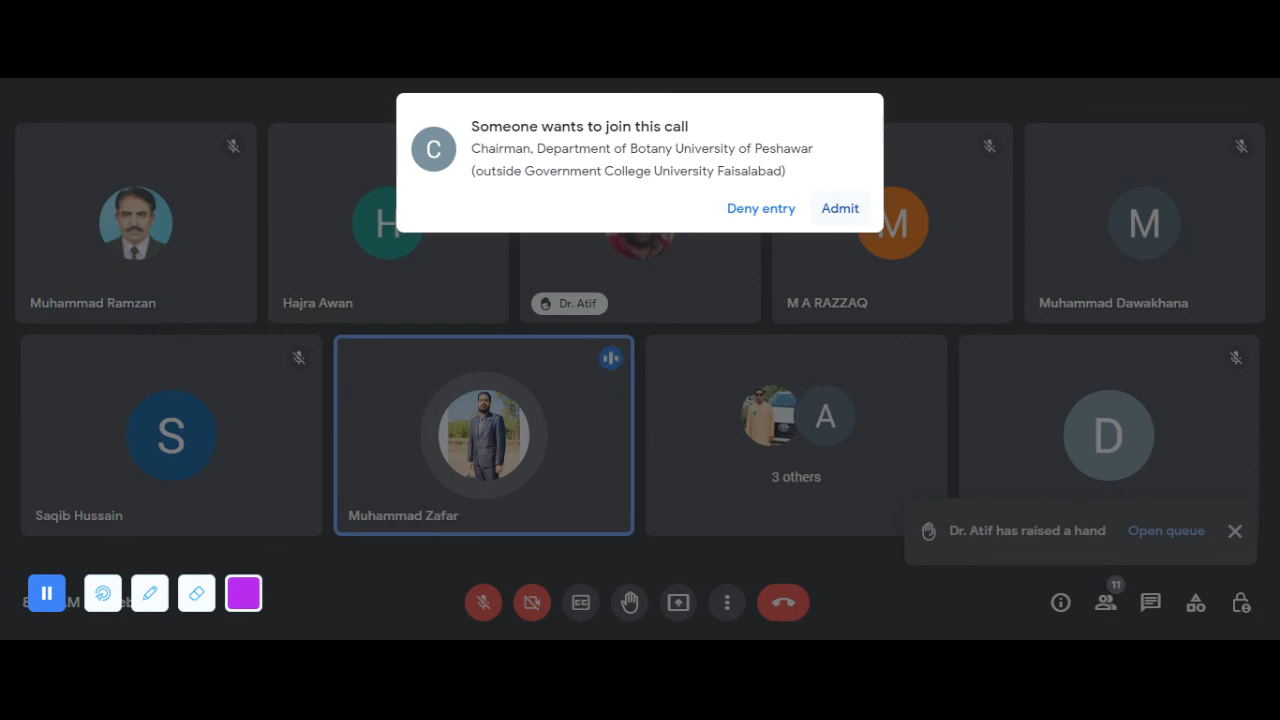 Someone wants to join this call
C
Chairman, Department of Botany University of Peshawar
(outside Government College University Faisalabad)
Deny entry
Admit
H
M
M
Muhammad Ramzan
Hajra Awan
Dr. Atif
M A RAZZAQ
Muhammad Dawakhana
S
A
D
3 others
Saqib Hussain
Muhammad Zafar
Dr. Atif has raised a hand
Open queue
CC
11